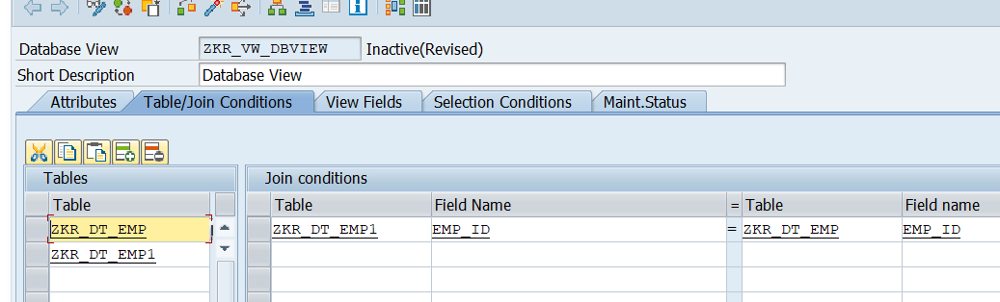 Database View ZKR_VW_DBVIEW Inactive(Revised)
Short Description Database View
Attributes Table/Join Conditions View Fields Selection Conditions Maint.Status
Tables Join conditions
Table Table Field Name = Table Field name
ZKR_DT_EMP ZKR_DT_EMP1 EMP_ID = ZKR_DT_EMP EMP_ID
ZKR_DT_EMP1